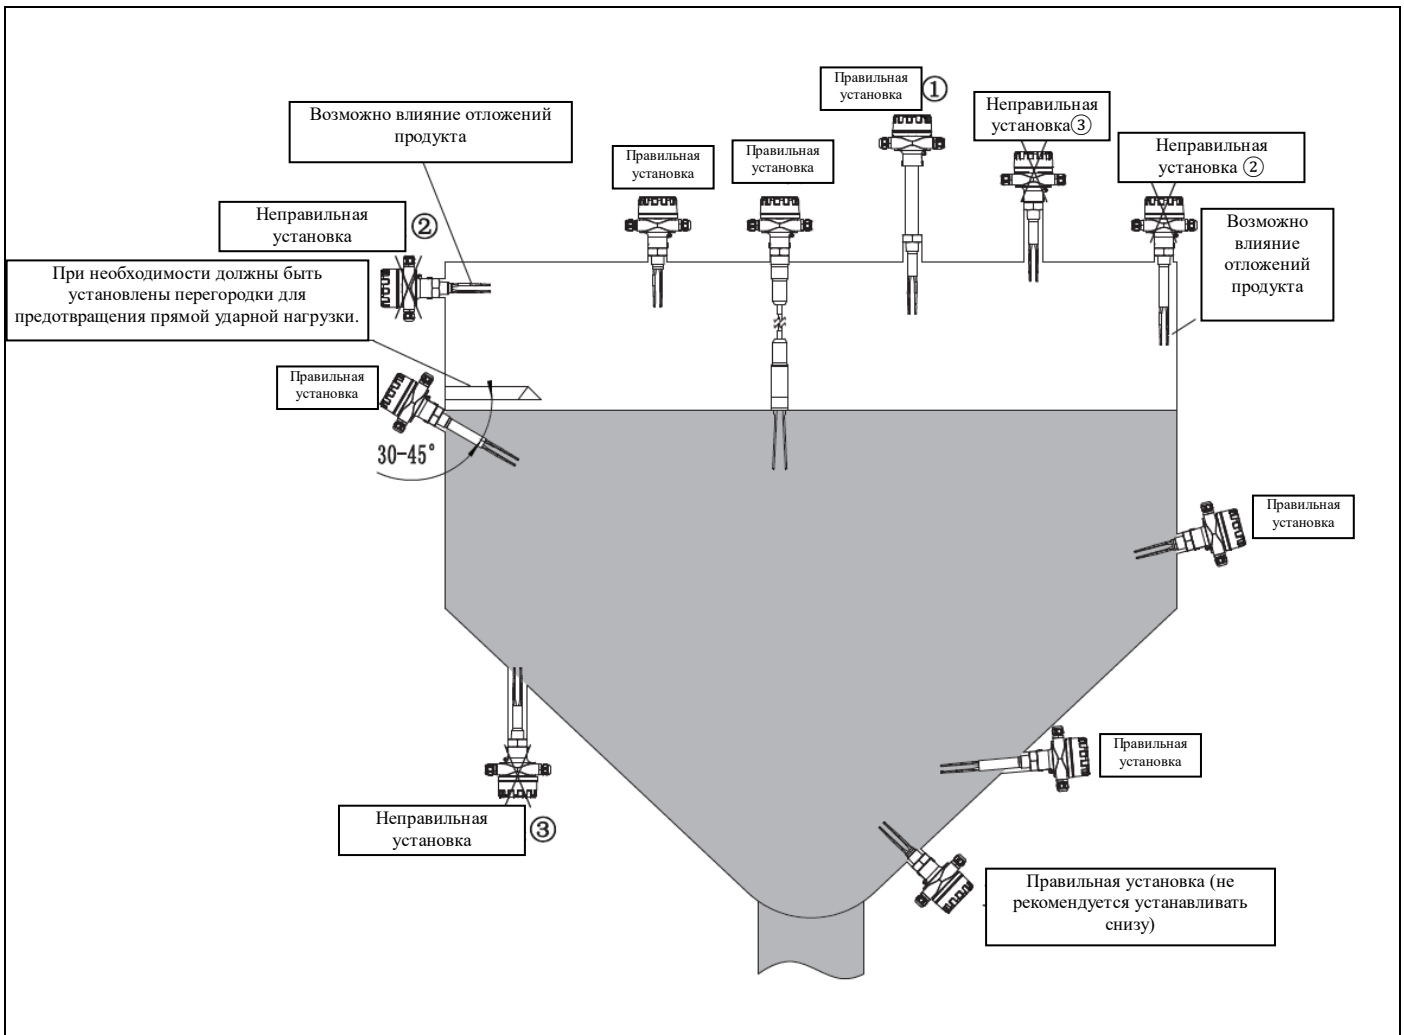 Правильная
установка
①
Возможно влияние отложений
продукта
Неправильная
установка③
Неправильная
установка ②
Правильная
установка
Правильная
установка
Неправильная
установка
②
Возможно
влияние
отложений
продукта
При необходимости должны быть
установлены перегородки для
предотвращения прямой ударной нагрузки.
Правильная
установка
30-45°
Правильная
установка
Правильная
установка
Неправильная
установка
③
Правильная установка (не
рекомендуется устанавливать
снизу)